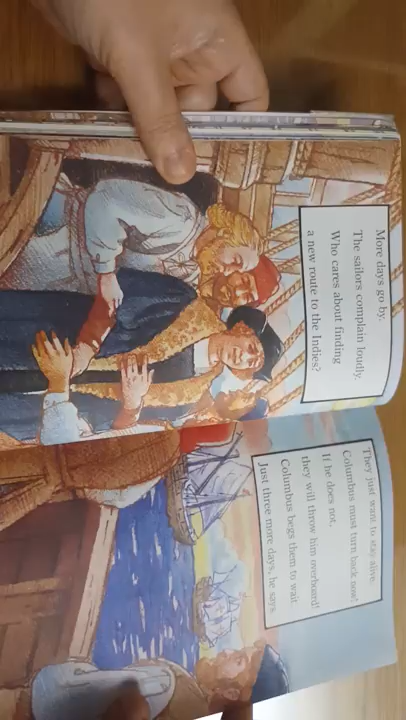 More days go by.
The sailors complain loudly.
Who cares about finding
a new route to the Indies?
They just want to stay alive.
Columbus must turn back now!
If he does not,
they will throw him overboard!
Columbus begs them to wait.
Just three more days, he says.